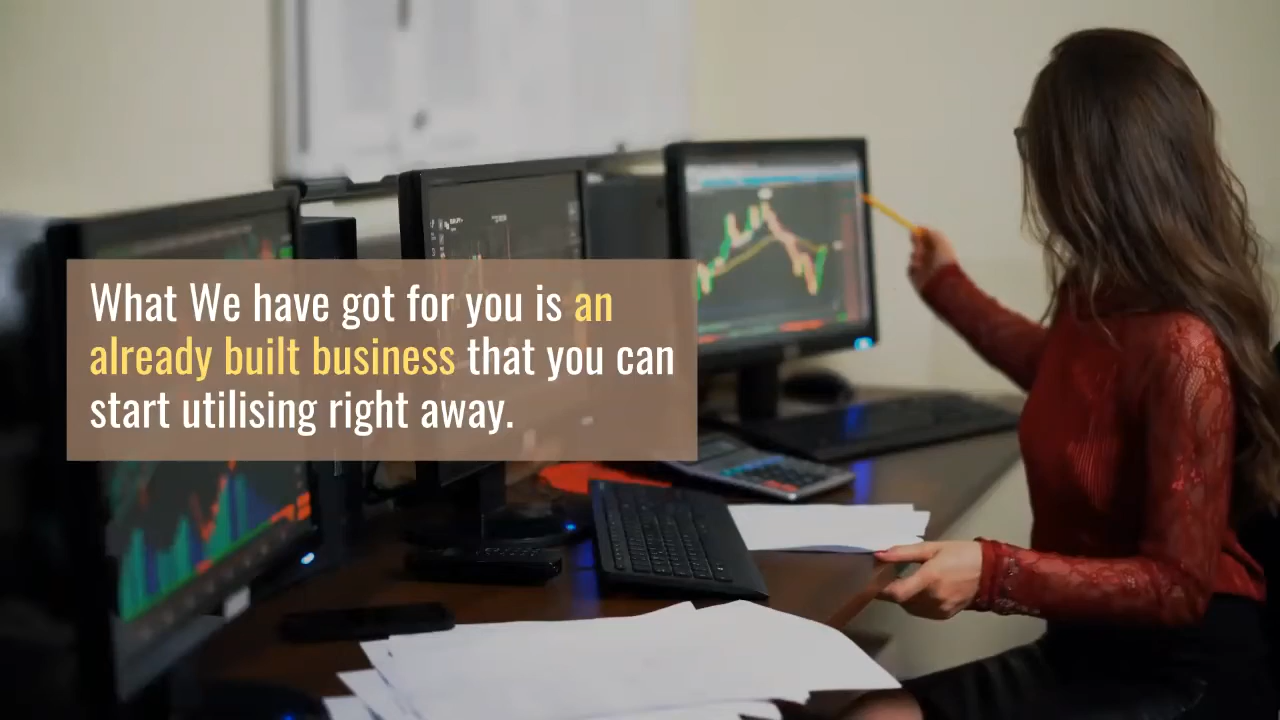 What We have got for you is an
already built business that you can
start utilising right away.